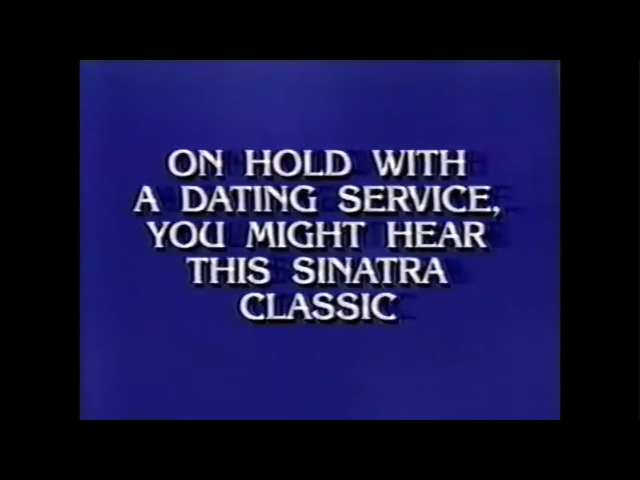 ON HOLD WITH
A DATING SERVICE,
YOU MIGHT HEAR
THIS SINATRA
CLASSIC